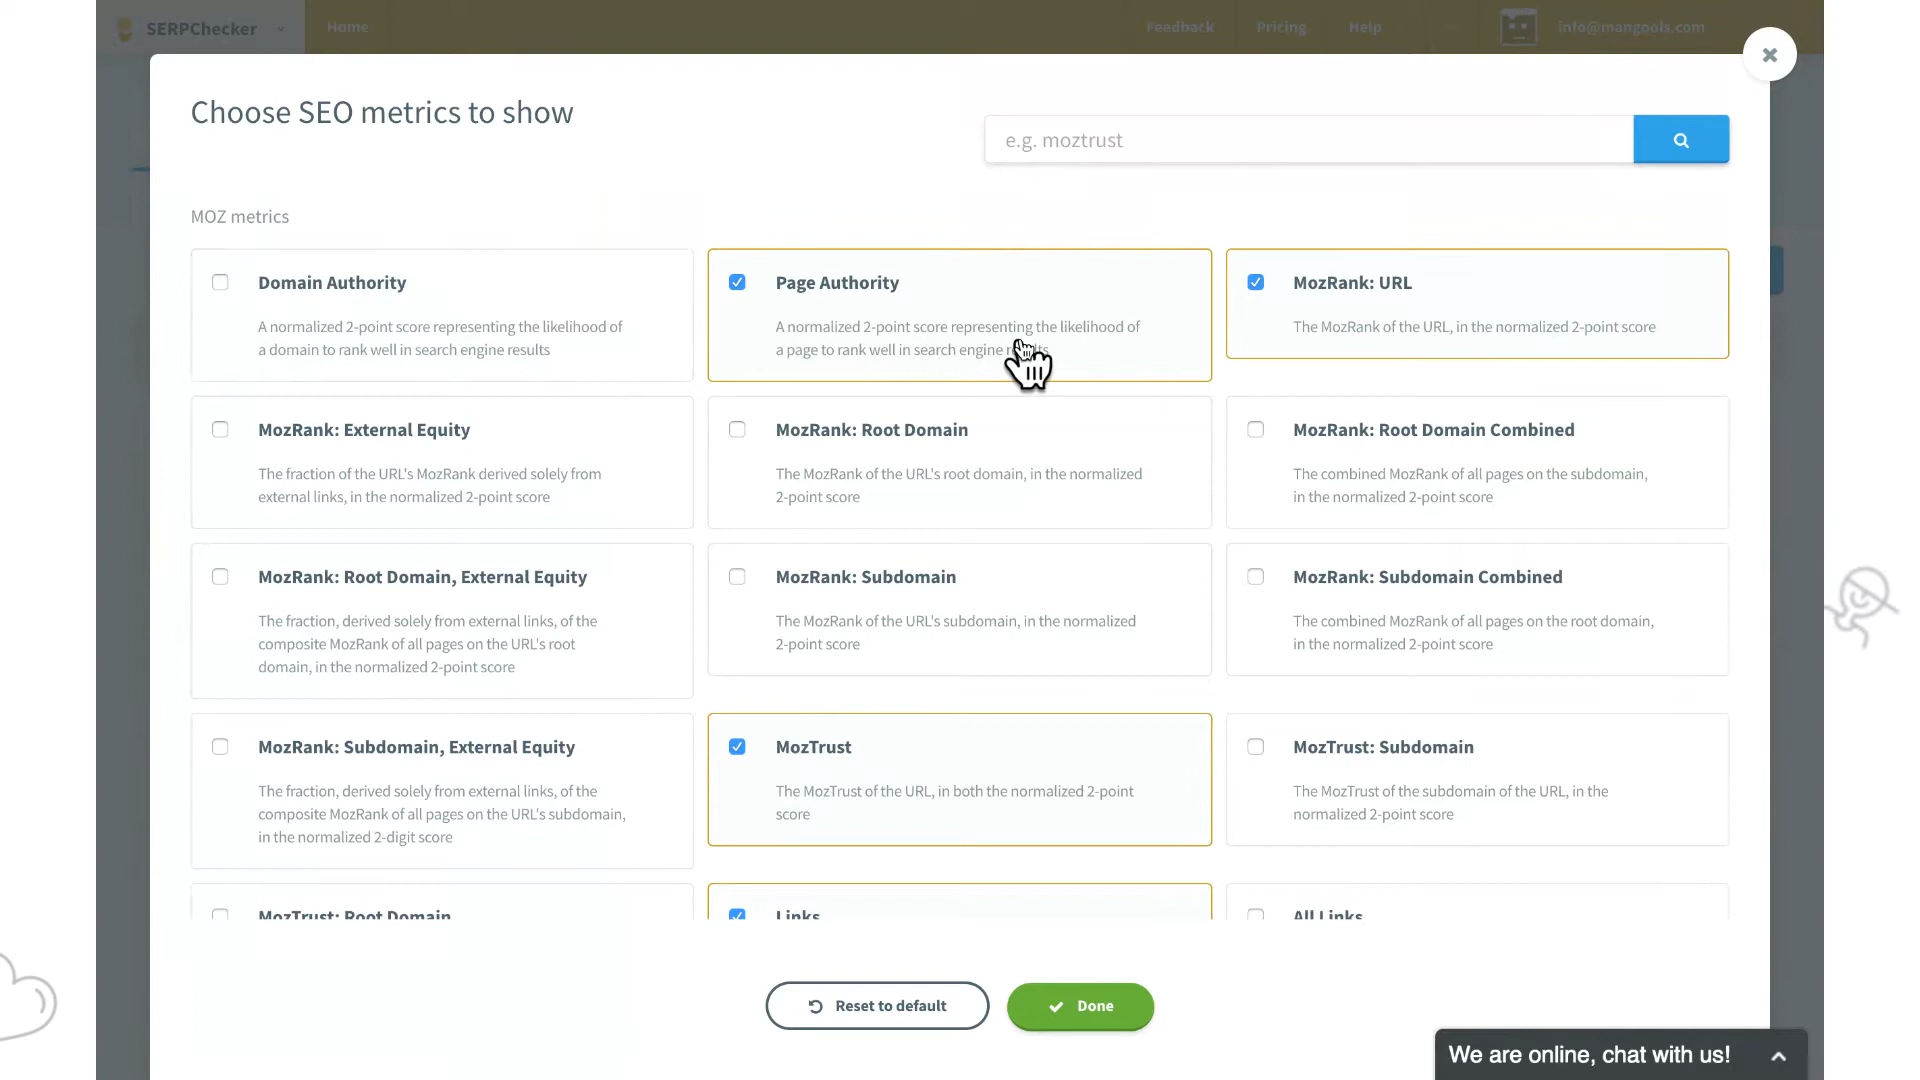 SERPChecker
Home
Feedback
Pricing
Help
info@mangools.com
Choose SEO metrics to show
e.g. moztrust
MOZ metrics
Domain Authority
A normalized 2-point score representing the likelihood of
a domain to rank well in search engine results
Page Authority
A normalized 2-point score representing the likelihood of
a page to rank well in search engine results
MozRank: URL
The MozRank of the URL, in the normalized 2-point score
MozRank: External Equity
The fraction of the URL's MozRank derived solely from
external links, in the normalized 2-point score
MozRank: Root Domain
The MozRank of the URL's root domain, in the normalized
2-point score
MozRank: Root Domain Combined
The combined MozRank of all pages on the subdomain,
in the normalized 2-point score
MozRank: Root Domain, External Equity
The fraction, derived solely from external links, of the
composite MozRank of all pages on the URL's root
domain, in the normalized 2-point score
MozRank: Subdomain
The MozRank of the URL's subdomain, in the normalized
2-point score
MozRank: Subdomain Combined
The combined MozRank of all pages on the root domain,
in the normalized 2-point score
MozRank: Subdomain, External Equity
The fraction, derived solely from external links, of the
composite MozRank of all pages on the URL's subdomain,
in the normalized 2-digit score
MozTrust
The MozTrust of the URL, in both the normalized 2-point
score
MozTrust: Subdomain
The MozTrust of the subdomain of the URL, in the
normalized 2-point score
MozTrust: Root Domain
Links
All Links
Reset to default
Done
We are online, chat with us!